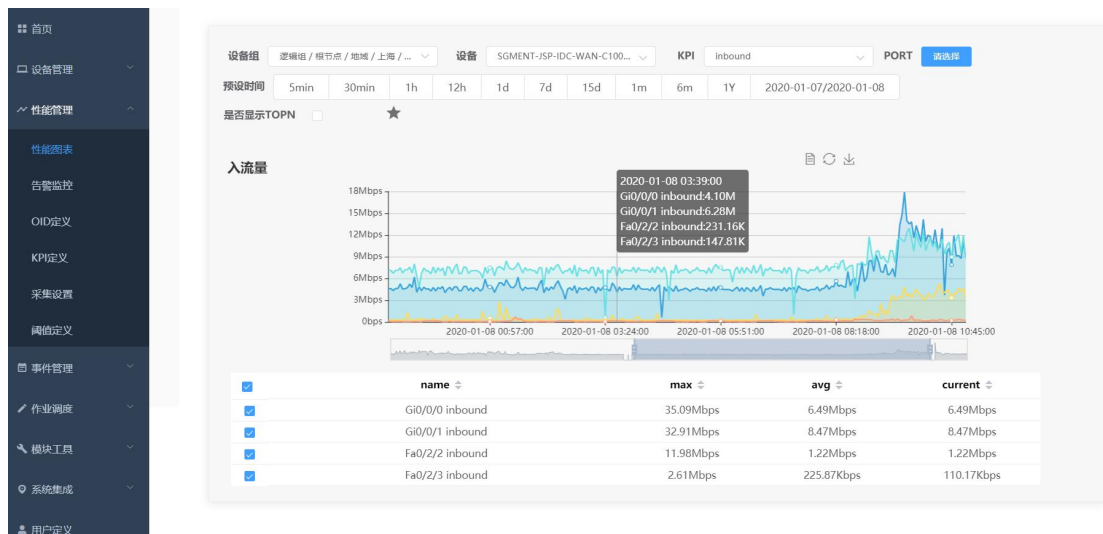 首页
设备管理
性能管理
性能图表
告警监控
OID定义
KPI定义
采集设置
阈值定义
事件管理
作业调度
模块工具
系统集成
用户定义
设备组 逻辑组 / 根节点 / 地域 / 上海 / ... 设备 SGMENT-JSP-IDC-WAN-C100... KPI inbound PORT 请选择
预设时间 5min 30min 1h 12h 1d 7d 15d 1m 6m 1Y 2020-01-07/2020-01-08
是否显示TOPN
入流量
2020-01-08 03:39:00
Gi0/0/0 inbound:4.10M
Gi0/0/1 inbound:6.28M
Fa0/2/2 inbound:231.16K
Fa0/2/3 inbound:147.81K
18Mbps
15Mbps
12Mbps
9Mbps
6Mbps
3Mbps
0bps
2020-01-08 00:57:00 2020-01-08 03:24:00 2020-01-08 05:51:00 2020-01-08 08:18:00 2020-01-08 10:45:00
name max avg current
Gi0/0/0 inbound 35.09Mbps 6.49Mbps 6.49Mbps
Gi0/0/1 inbound 32.91Mbps 8.47Mbps 8.47Mbps
Fa0/2/2 inbound 11.98Mbps 1.22Mbps 1.22Mbps
Fa0/2/3 inbound 2.61Mbps 225.87Kbps 110.17Kbps